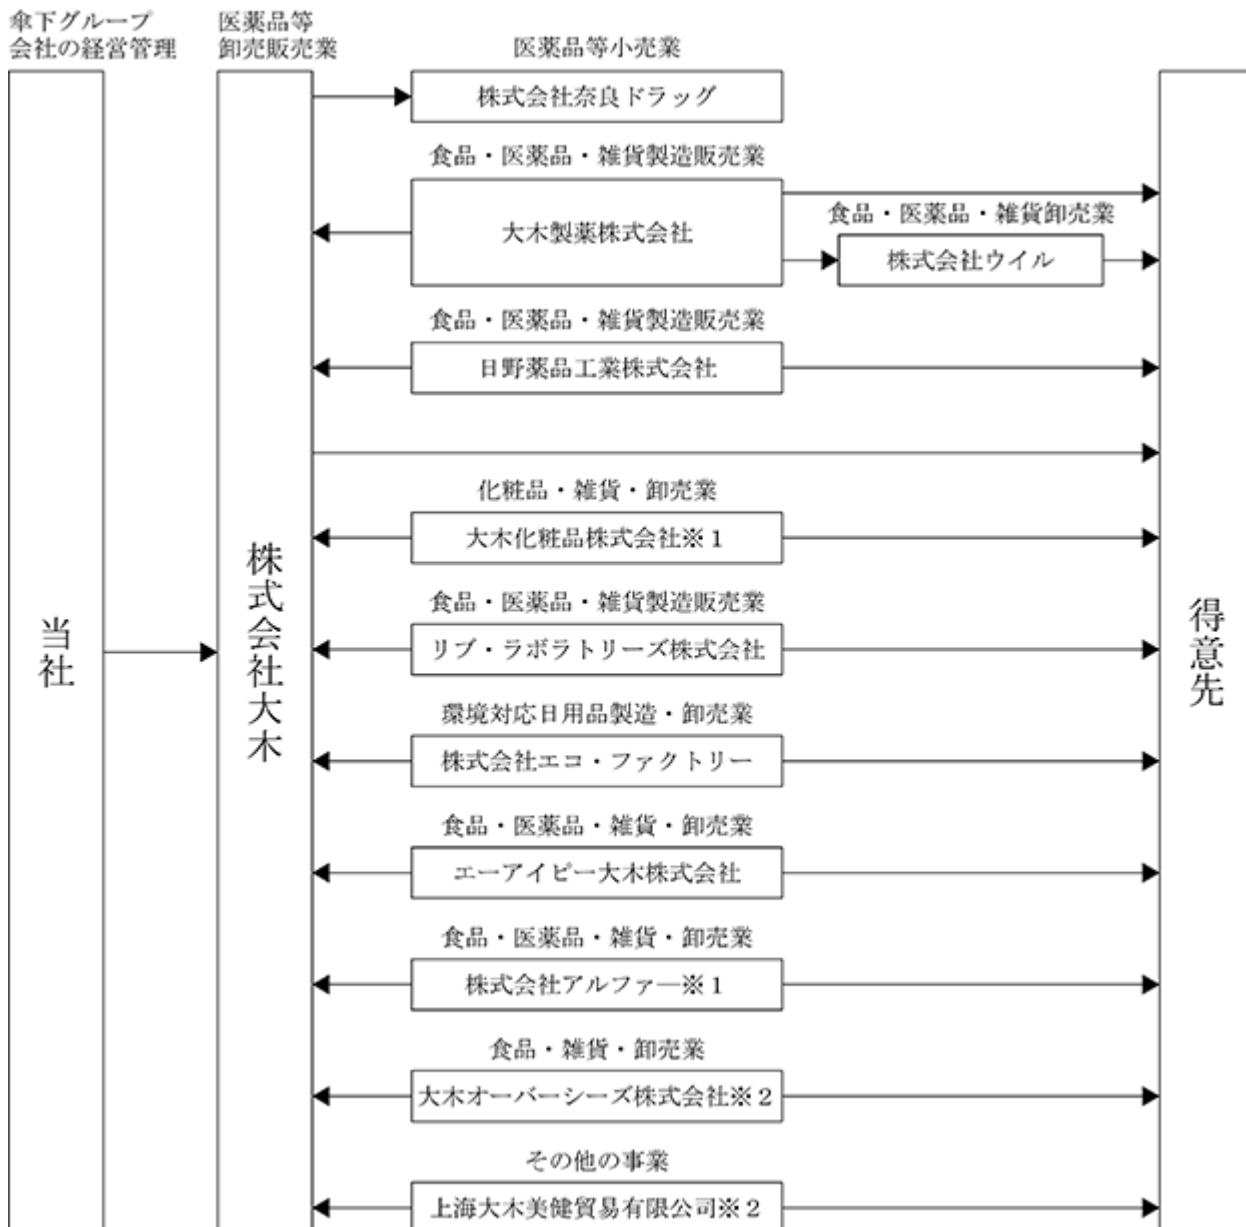 傘下グループ
会社の経営管理
医薬品等
卸売販売業
医薬品等小売業
株式会社奈良ドラッグ
食品・医薬品・雑貨製造販売業
大木製薬株式会社
食品・医薬品・雑貨卸売業
株式会社ウイル
食品・医薬品・雑貨製造販売業
日野薬品工業株式会社
化粧品・雑貨・卸売業
大木化粧品株式会社※1
食品・医薬品・雑貨製造販売業
リブ・ラボラトリーズ株式会社
環境対応日用品製造・卸売業
株式会社エコ・ファクトリー
食品・医薬品・雑貨・卸売業
エーアイピー大木株式会社
食品・医薬品・雑貨・卸売業
株式会社アルファ―※1
食品・雑貨・卸売業
大木オーバーシーズ株式会社※2
その他の事業
上海大木美健貿易有限公司※2
当社
株式会社大木
得意先